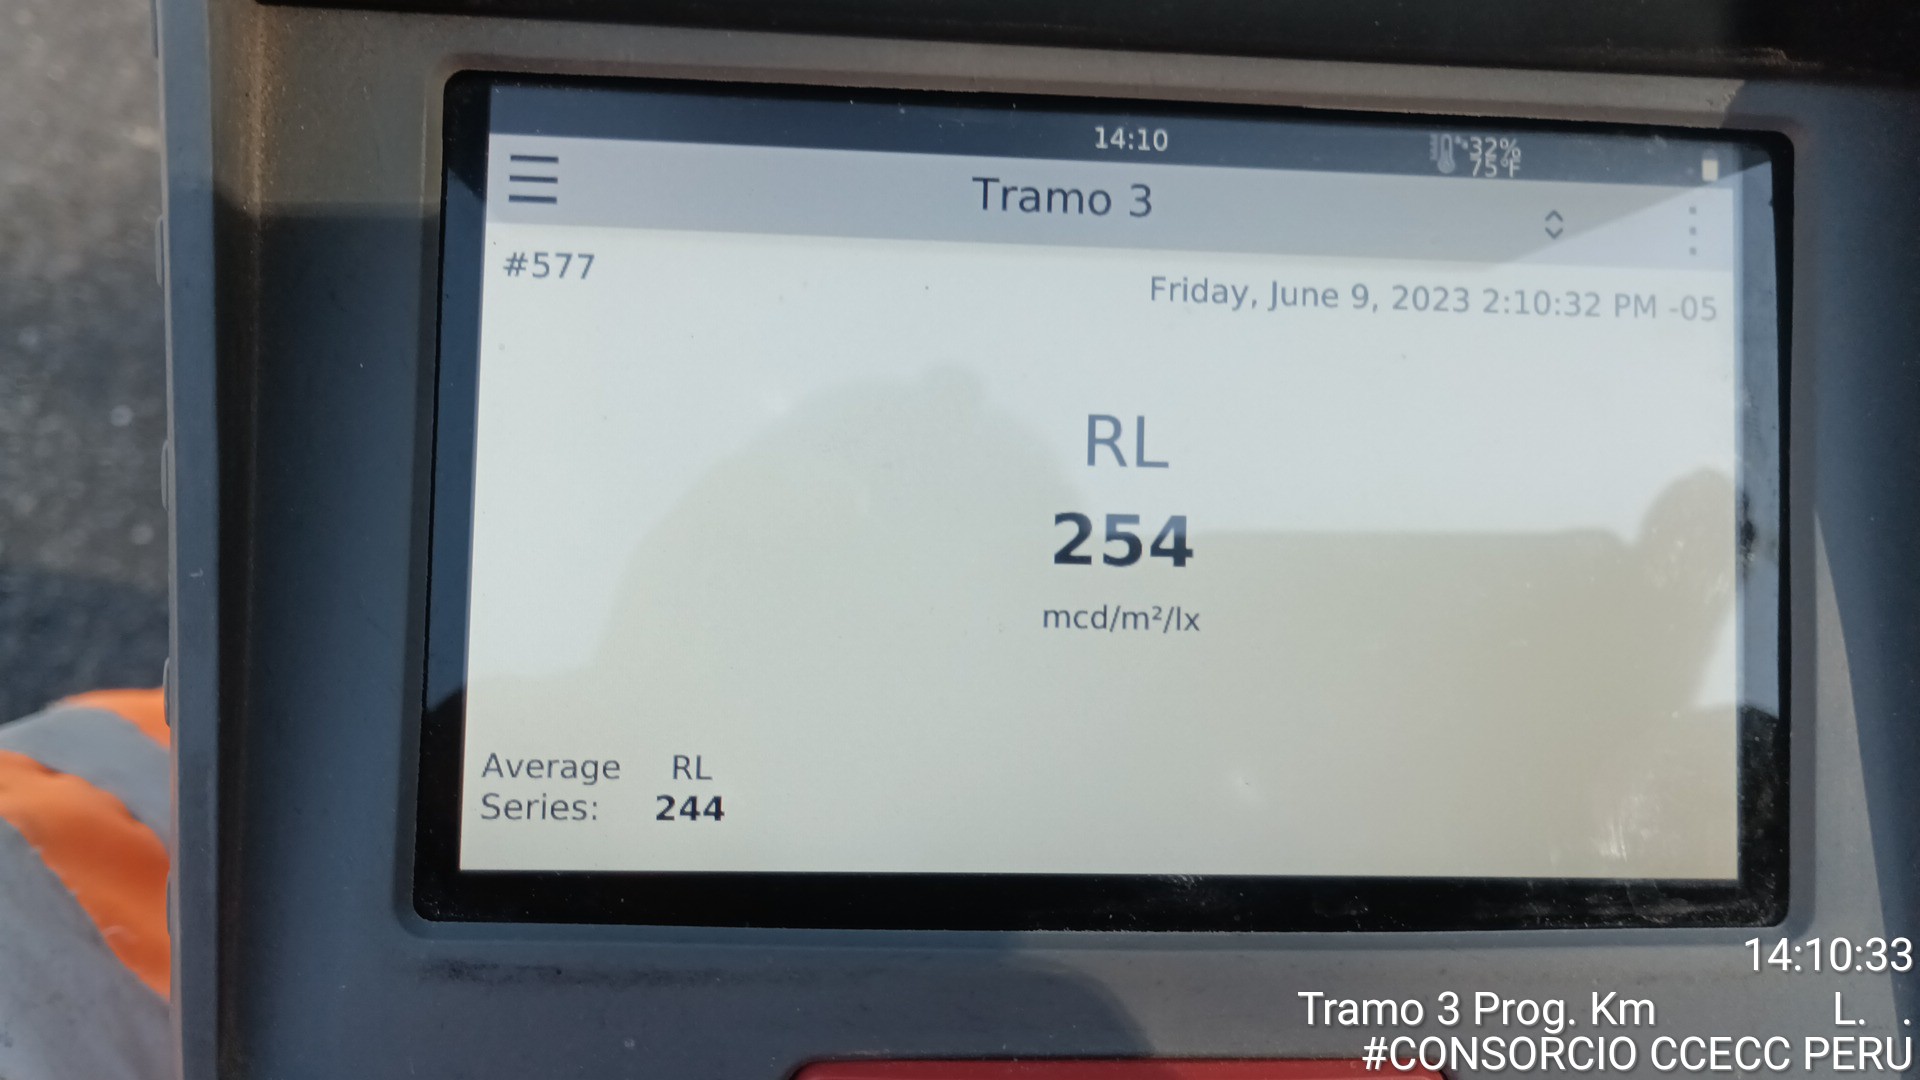 14:10
32%
75°F
Tramo 3
#577
Friday, June 9, 2023 2:10:32 PM -05
RL
254
mcd/m²/lx
Average RL
Series: 244
14:10:33
Tramo 3 Prog. Km L. .
#CONSORCIO CCECC PERU